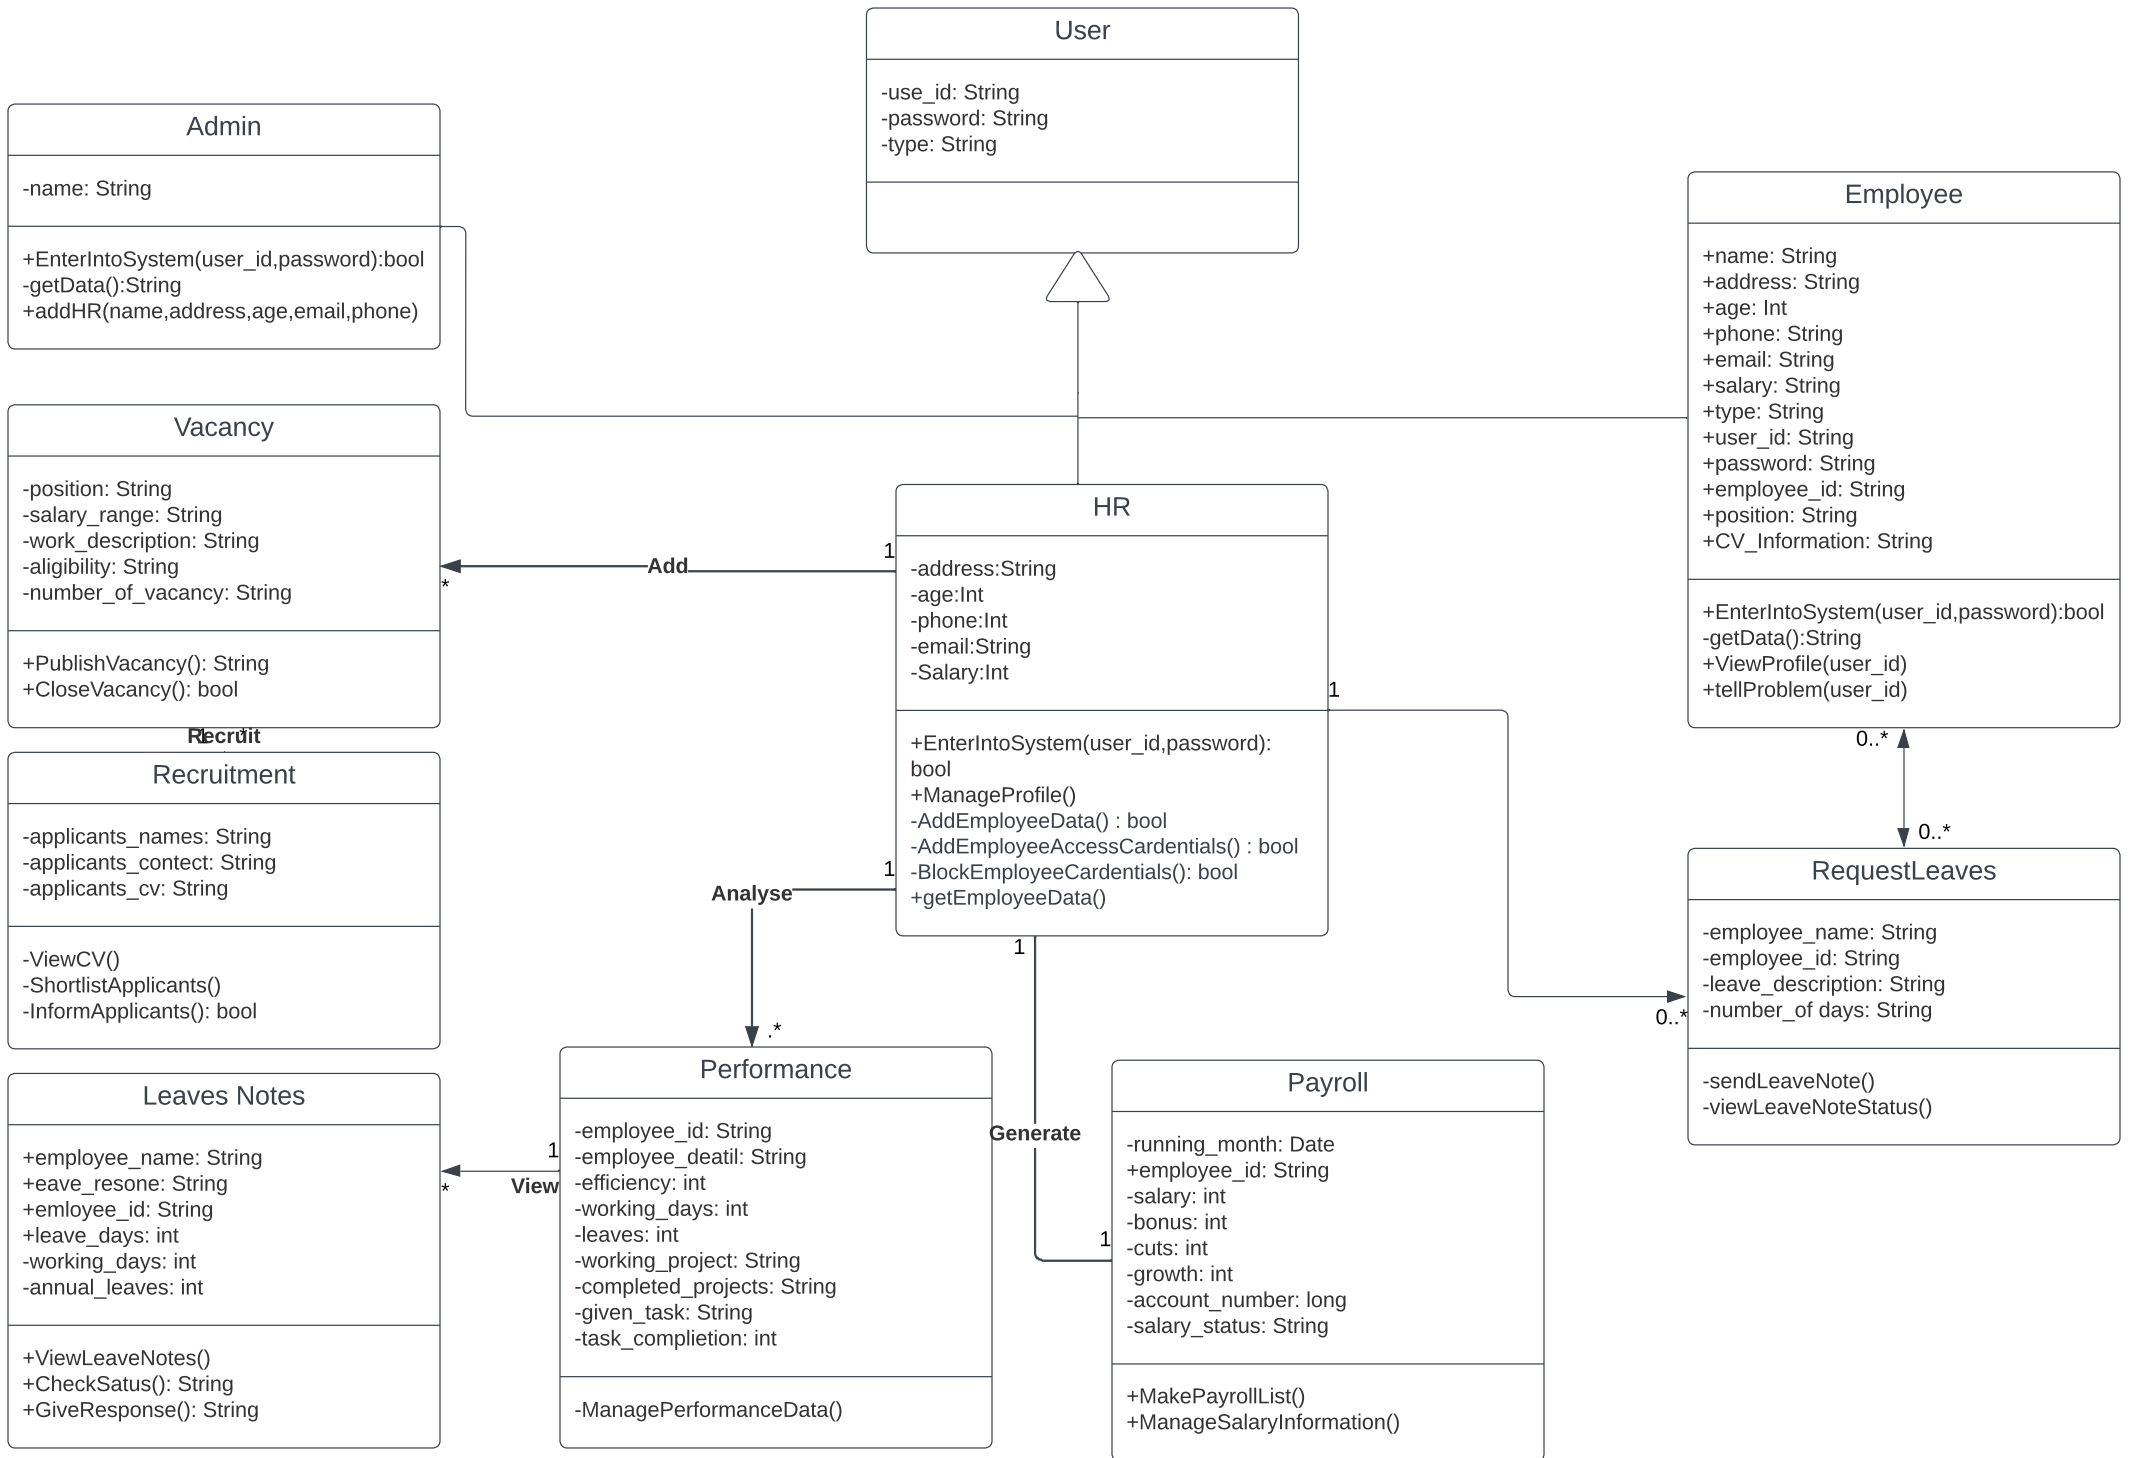 User
-use_id: String
-password: String
-type: String
Admin
-name: String
+EnterIntoSystem(user_id,password):bool
-getData():String
+addHR(name,address,age,email,phone)
Employee
+name: String
+address: String
+age: Int
+phone: String
+email: String
+salary: String
+type: String
+user_id: String
+password: String
+employee_id: String
+position: String
+CV_Information: String
+EnterIntoSystem(user_id,password):bool
-getData():String
+ViewProfile(user_id)
+tellProblem(user_id)
Vacancy
-position: String
-salary_range: String
-work_description: String
-aligibility: String
-number_of_vacancy: String
+PublishVacancy(): String
+CloseVacancy(): bool
Add
1
*
HR
-address:String
-age:Int
-phone:Int
-email:String
-Salary:Int
+EnterIntoSystem(user_id,password):
bool
+ManageProfile()
-AddEmployeeData() : bool
-AddEmployeeAccessCardentials() : bool
-BlockEmployeeCardentials(): bool
+getEmployeeData()
1
0..*
0..*
0..*
1
*
Recruit
Recruitment
-applicants_names: String
-applicants_contect: String
-applicants_cv: String
-ViewCV()
-ShortlistApplicants()
-InformApplicants(): bool
1
Analyse
.*
1
Generate
1
RequestLeaves
-employee_name: String
-employee_id: String
-leave_description: String
-number_of days: String
-sendLeaveNote()
-viewLeaveNoteStatus()
Leaves Notes
+employee_name: String
+eave_resone: String
+emloyee_id: String
+leave_days: int
-working_days: int
-annual_leaves: int
+ViewLeaveNotes()
+CheckSatus(): String
+GiveResponse(): String
1
View
*
Performance
-employee_id: String
-employee_deatil: String
-efficiency: int
-working_days: int
-leaves: int
-working_project: String
-completed_projects: String
-given_task: String
-task_complietion: int
-ManagePerformanceData()
Payroll
-running_month: Date
+employee_id: String
-salary: int
-bonus: int
-cuts: int
-growth: int
-account_number: long
-salary_status: String
+MakePayrollList()
+ManageSalaryInformation()